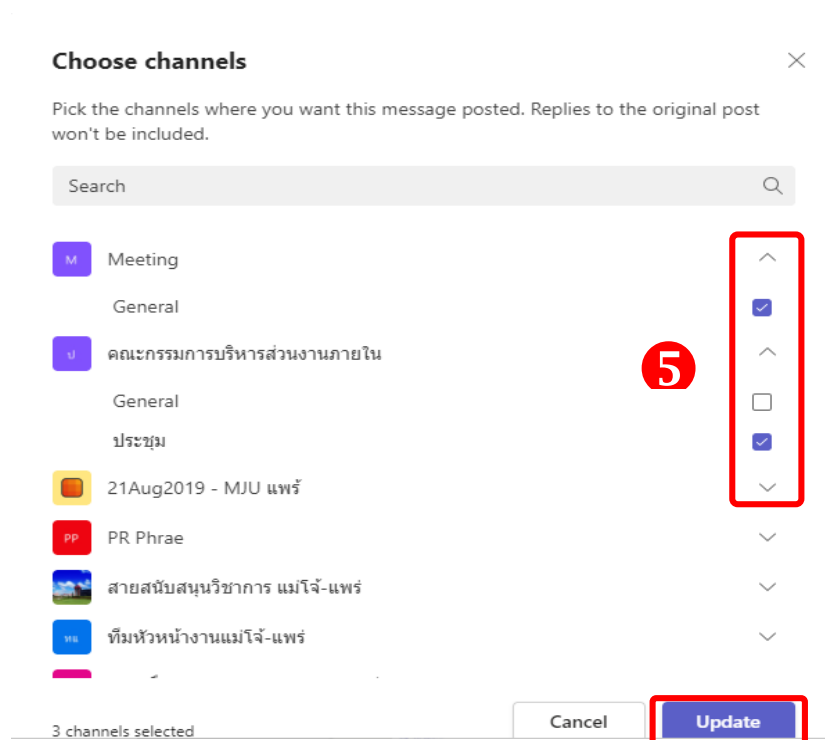 Choose channels
Pick the channels where you want this message posted. Replies to the original post
won't be included.
Search
M Meeting
General
ป คณะกรรมการบริหารส่วนงานภายใน
5
General
ประชุม
21Aug2019 - MJU แพร่
PP PR Phrae
สายสนับสนุนวิชาการ แม่โจ้-แพร่
ทีมหัวหน้างานแม่โจ้-แพร่
3 channels selected
Cancel
Update